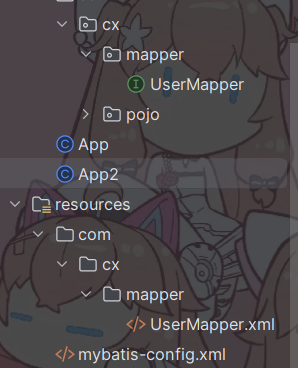 cx
mapper
UserMapper
pojo
App
App2
resources
com
cx
mapper
UserMapper.xml
mybatis-config.xml